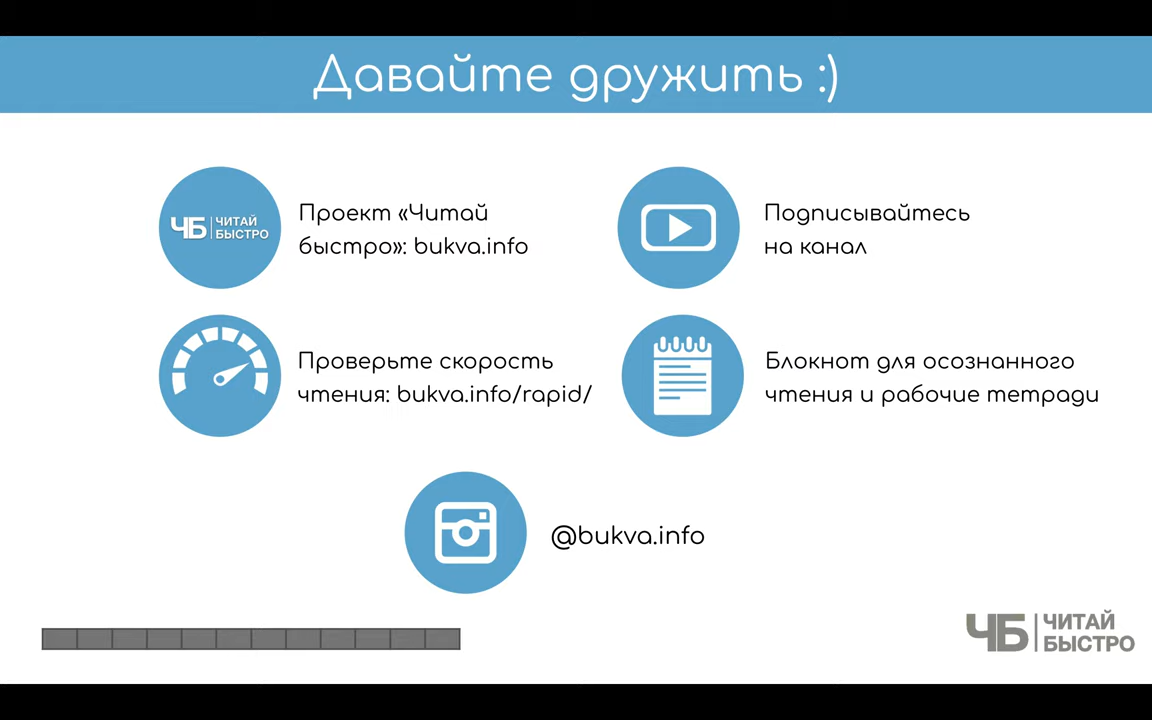 Давайте дружить :)
ЧБ ЧИТАЙ
БЫСТРО
Проект «Читай
быстро»: bukva.info
Подписывайтесь
на канал
Проверьте скорость
чтения: bukva.info/rapid/
Блокнот для осознанного
чтения и рабочие тетради
@bukva.info
ЧБ ЧИТАЙ
БЫСТРО